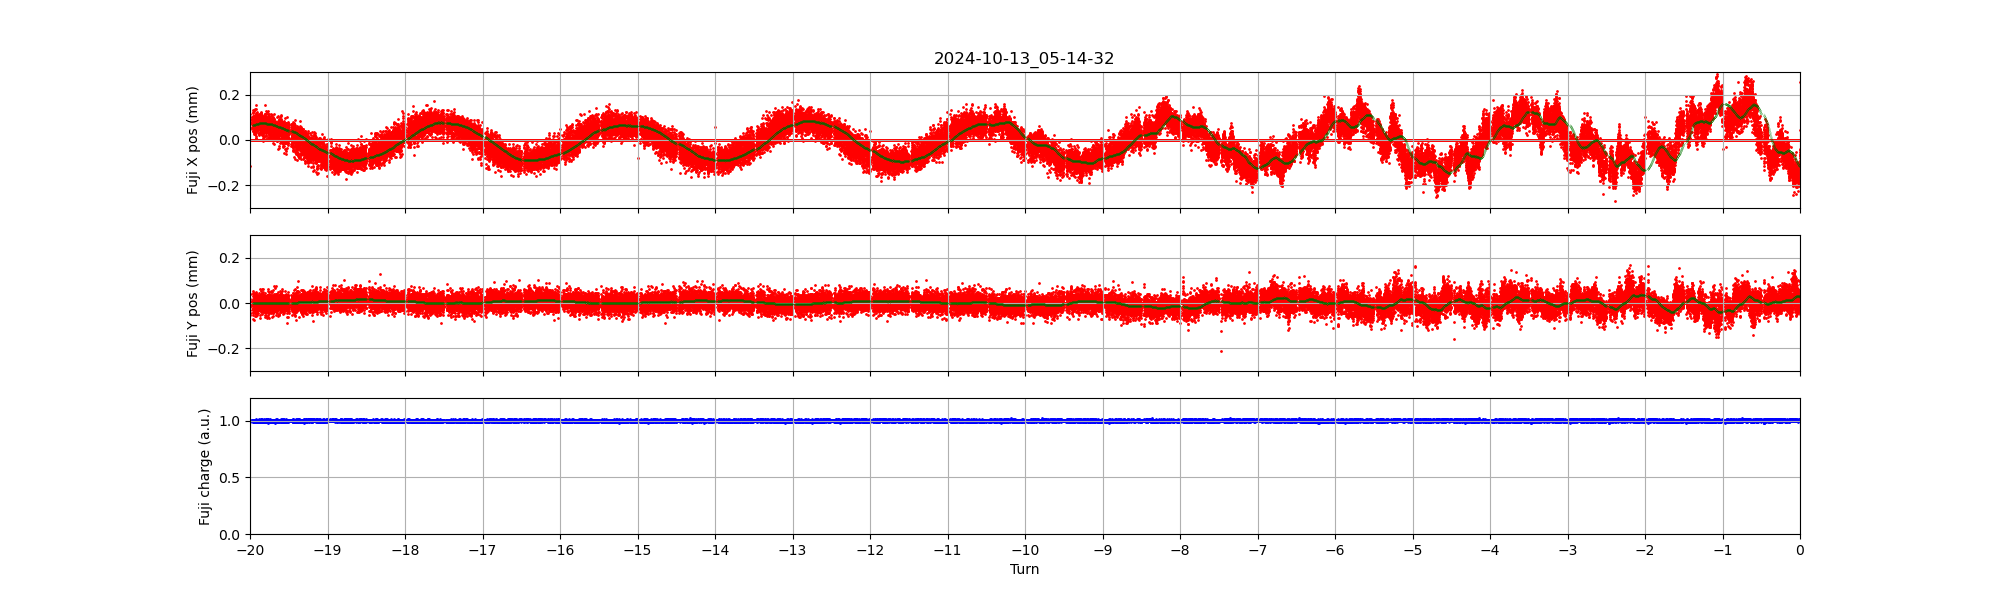 2024-10-13_05-14-32
Fuji X pos (mm)
0.2
0.0
−0.2
Fuji Y pos (mm)
0.2
0.0
−0.2
Fuji charge (a.u.)
1.0
0.5
0.0
−20 −19 −18 −17 −16 −15 −14 −13 −12 −11 −10 −9 −8 −7 −6 −5 −4 −3 −2 −1 0
Turn